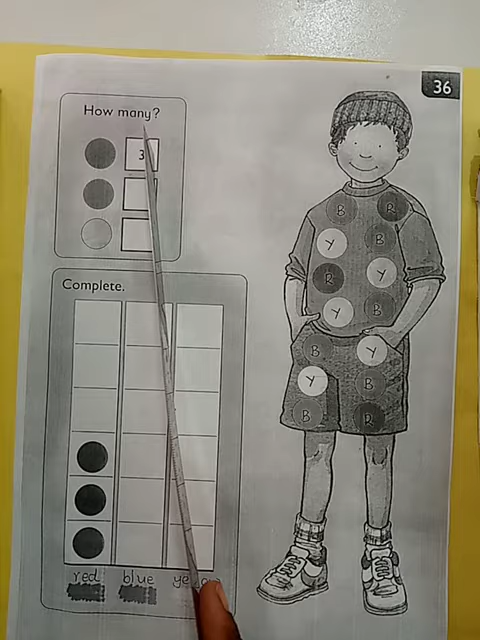 36
How many?
3
B R
Y B
R Y
Y B
B Y
Y B
B R
Complete.
red blue